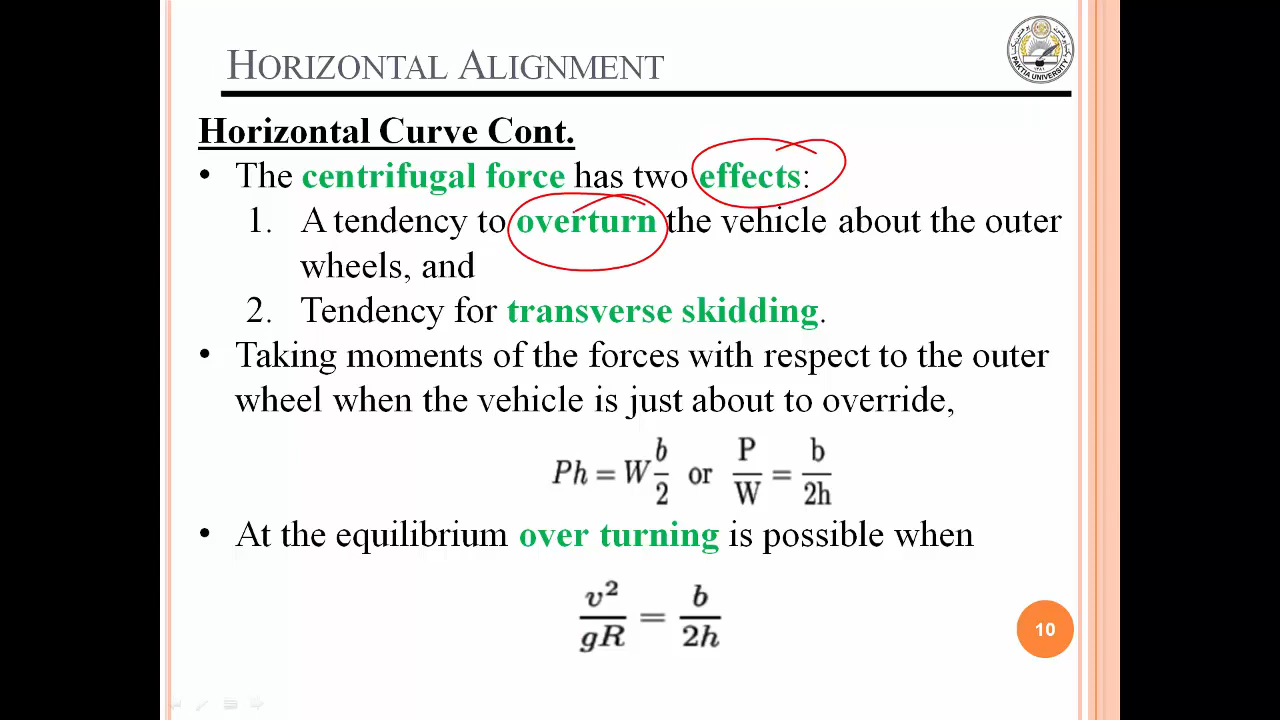 HORIZONTAL ALIGNMENT
PAKTIA UNIVERSITY
Horizontal Curve Cont.
• The centrifugal force has two effects:
1. A tendency to overturn the vehicle about the outer
wheels, and
2. Tendency for transverse skidding.
• Taking moments of the forces with respect to the outer
wheel when the vehicle is just about to override,
Ph = W b/2 or P/W = b/2h
• At the equilibrium over turning is possible when
v²/gR = b/2h
10